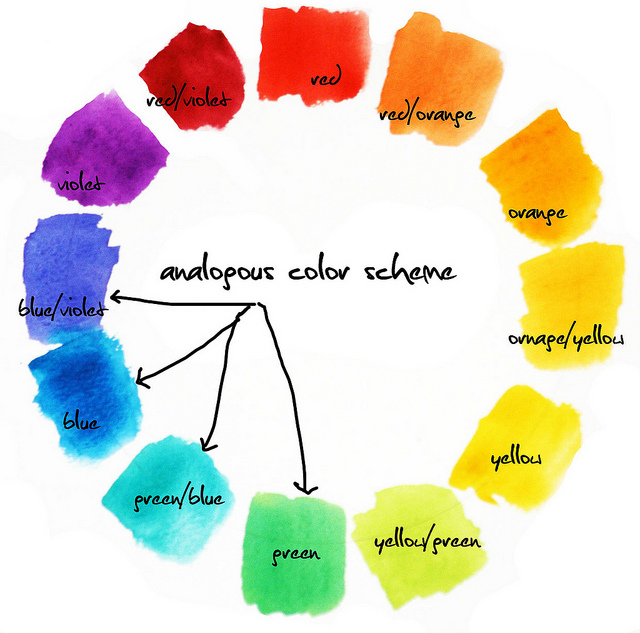 red
red/violet
red/orange
violet
orange
analogous color scheme
blue/violet
ornage/yellow
blue
yellow
green/blue
green
yellow/green